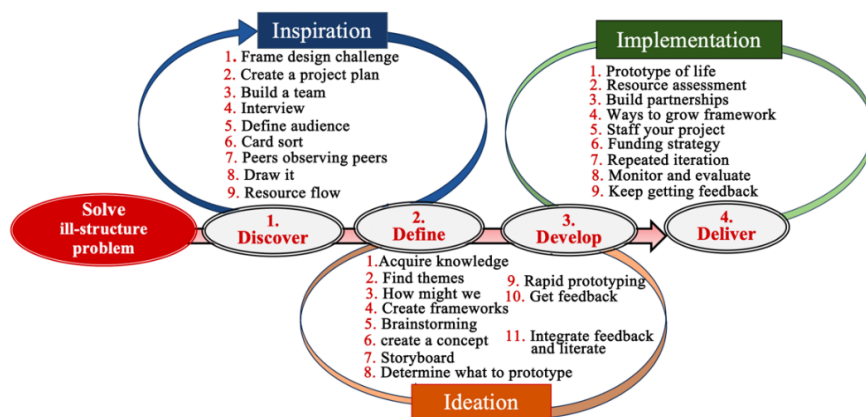 Inspiration
1. Frame design challenge
2. Create a project plan
3. Build a team
4. Interview
5. Define audience
6. Card sort
7. Peers observing peers
8. Draw it
9. Resource flow
Implementation
1. Prototype of life
2. Resource assessment
3. Build partnerships
4. Ways to grow framework
5. Staff your project
6. Funding strategy
7. Repeated iteration
8. Monitor and evaluate
9. Keep getting feedback
Solve
ill-structure
problem
1.
Discover
2.
Define
3.
Develop
4.
Deliver
1. Acquire knowledge
2. Find themes
3. How might we
4. Create frameworks
5. Brainstorming
6. create a concept
7. Storyboard
8. Determine what to prototype
9. Rapid prototyping
10. Get feedback
11. Integrate feedback
and literate
Ideation